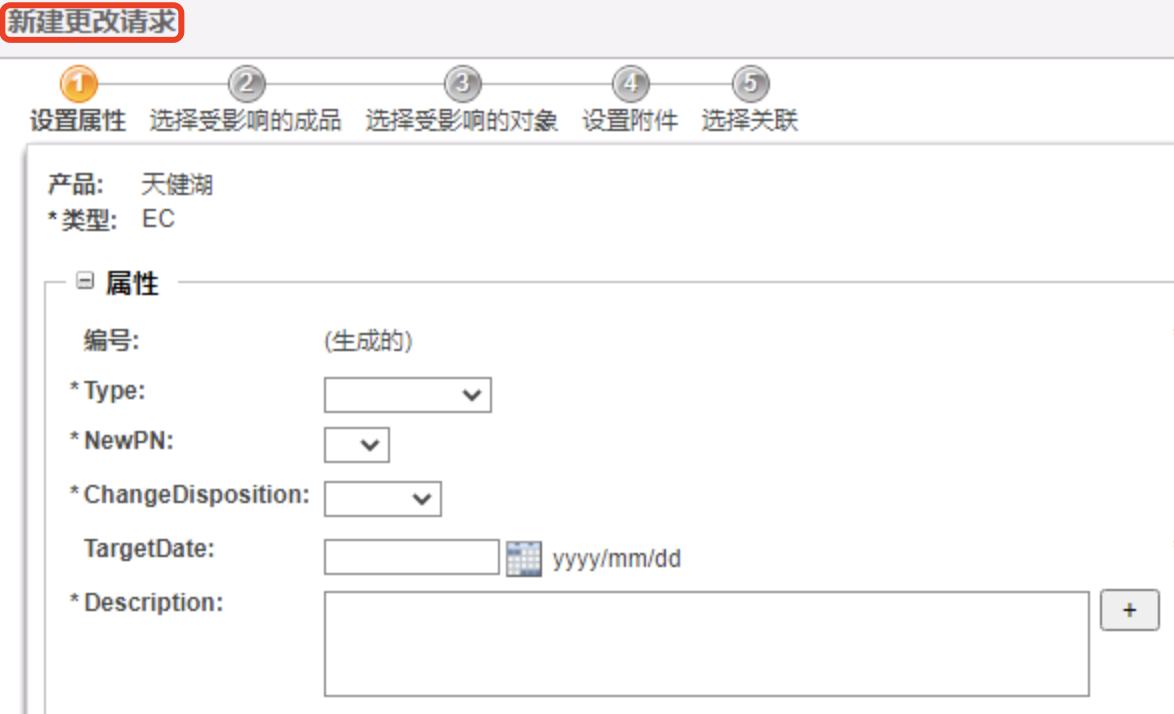 新建更改请求
1 2 3 4 5
设置属性 选择受影响的成品 选择受影响的对象 设置附件 选择关联
产品: 天健湖
*类型: EC
属性
编号: (生成的)
*Type:
*NewPN:
*ChangeDisposition:
TargetDate: yyyy/mm/dd
*Description: +